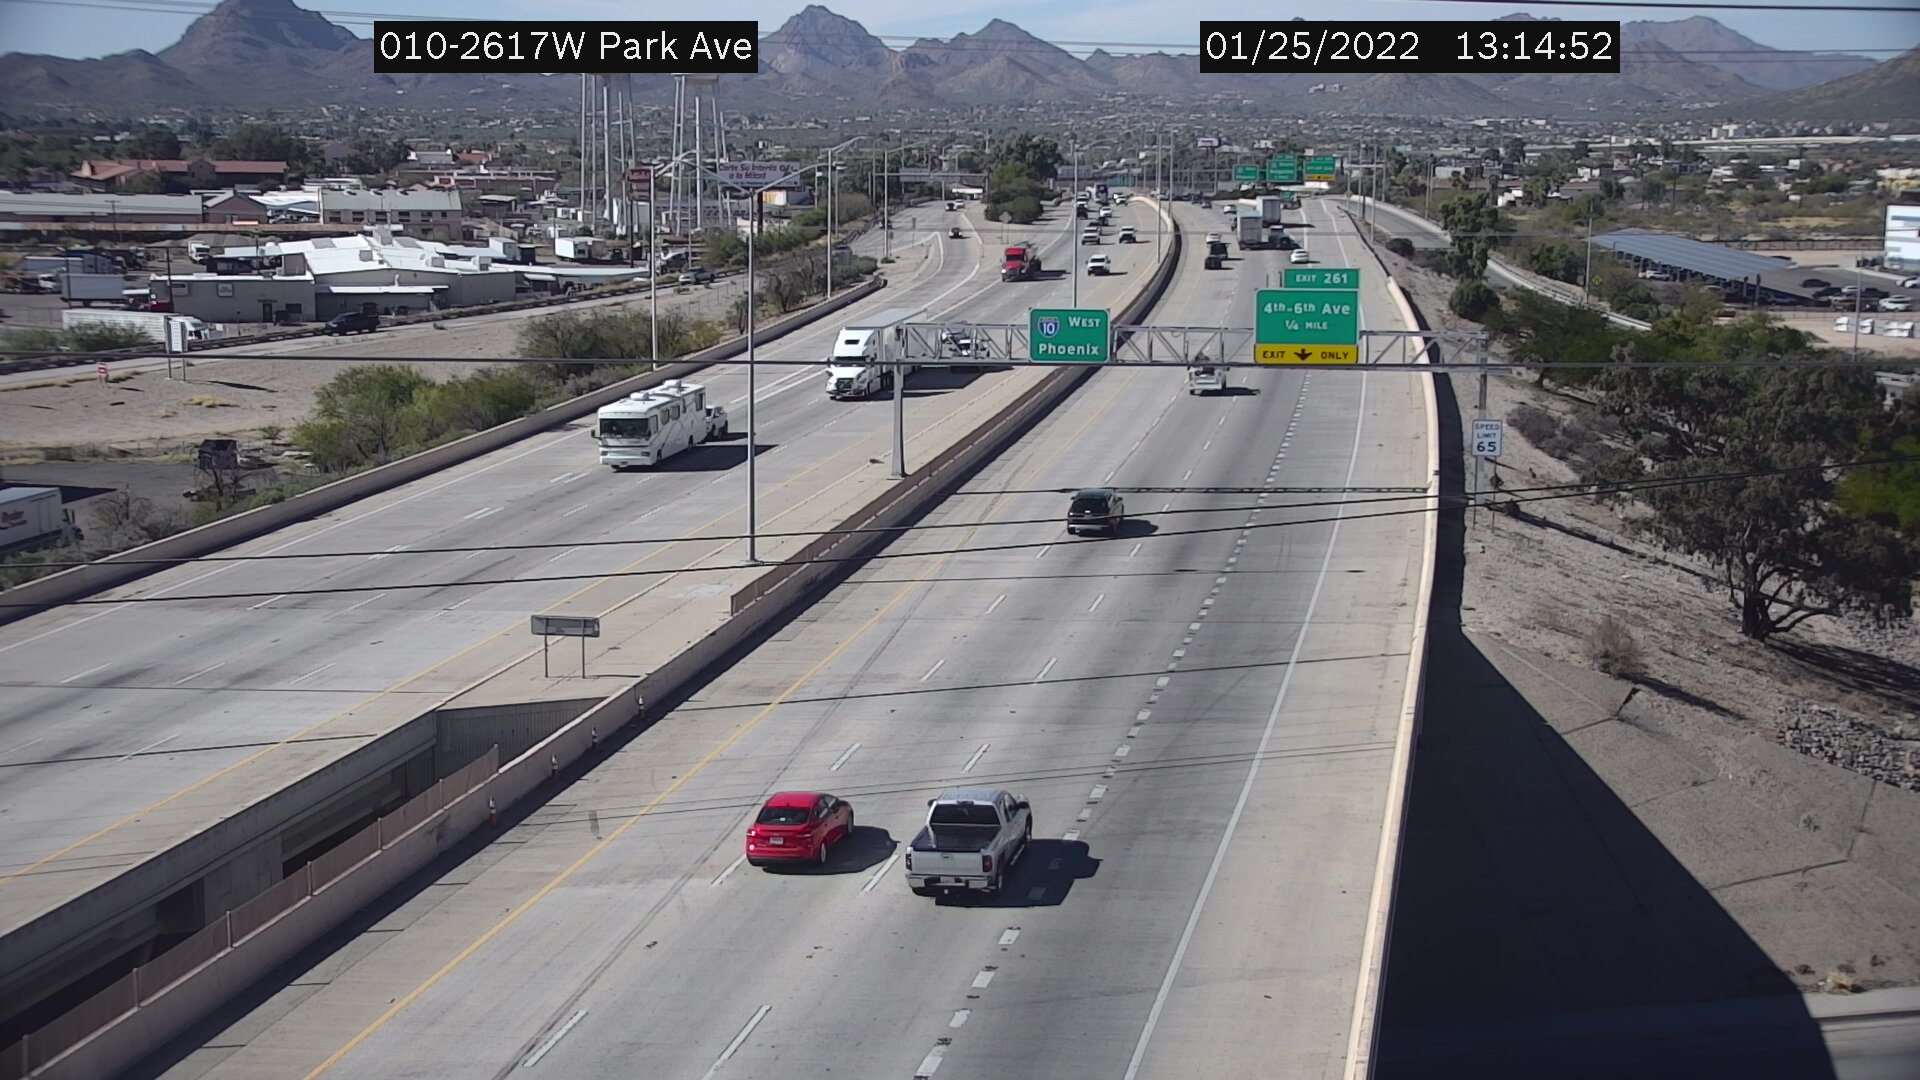 010-2617W Park Ave
01/25/2022 13:14:52
EXIT 261
4th-6th Ave
1/4 MILE
EXIT ONLY
10
WEST
Phoenix
SPEED
LIMIT
65